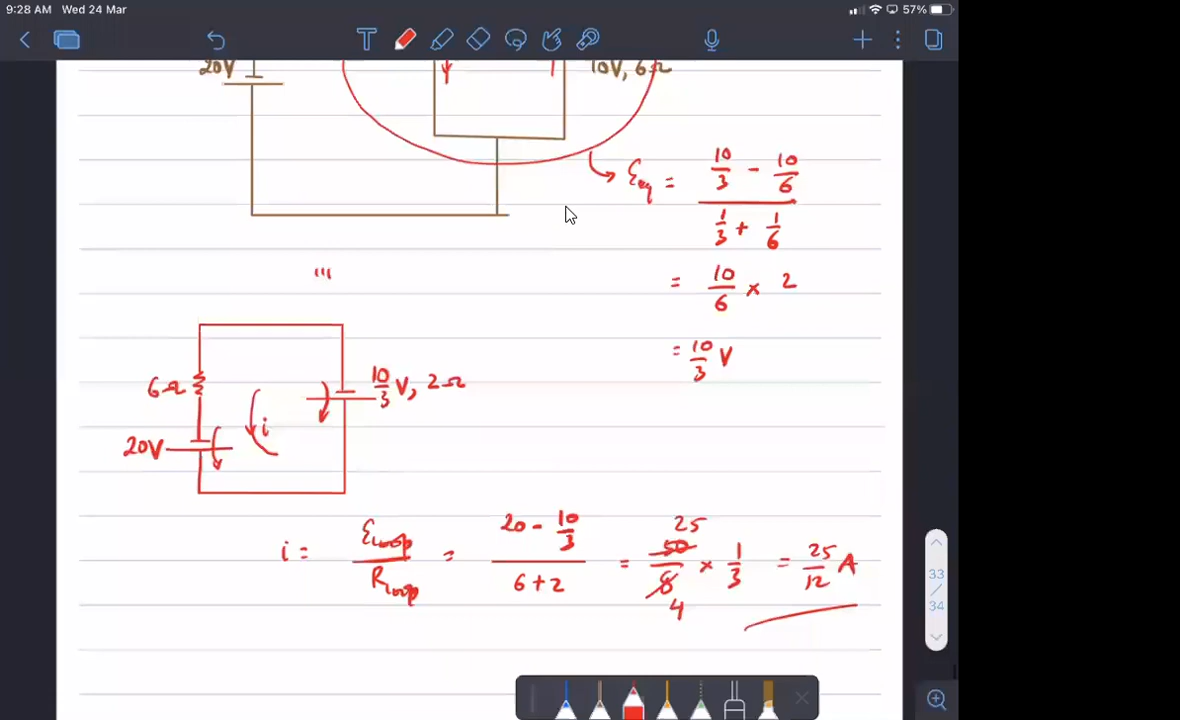 9:28 AM Wed 24 Mar
57%
20V
10V, 6Ω
εeq = (10/3 - 10/6) / (1/3 + 1/6)
= 10/6 × 2
= 10/3 V
6Ω
10/3 V, 2Ω
i
20V
i = εloop / Rloop = (20 - 10/3) / (6+2) = 50/8 × 1/3 = 25/12 A
25
4
33
/
34